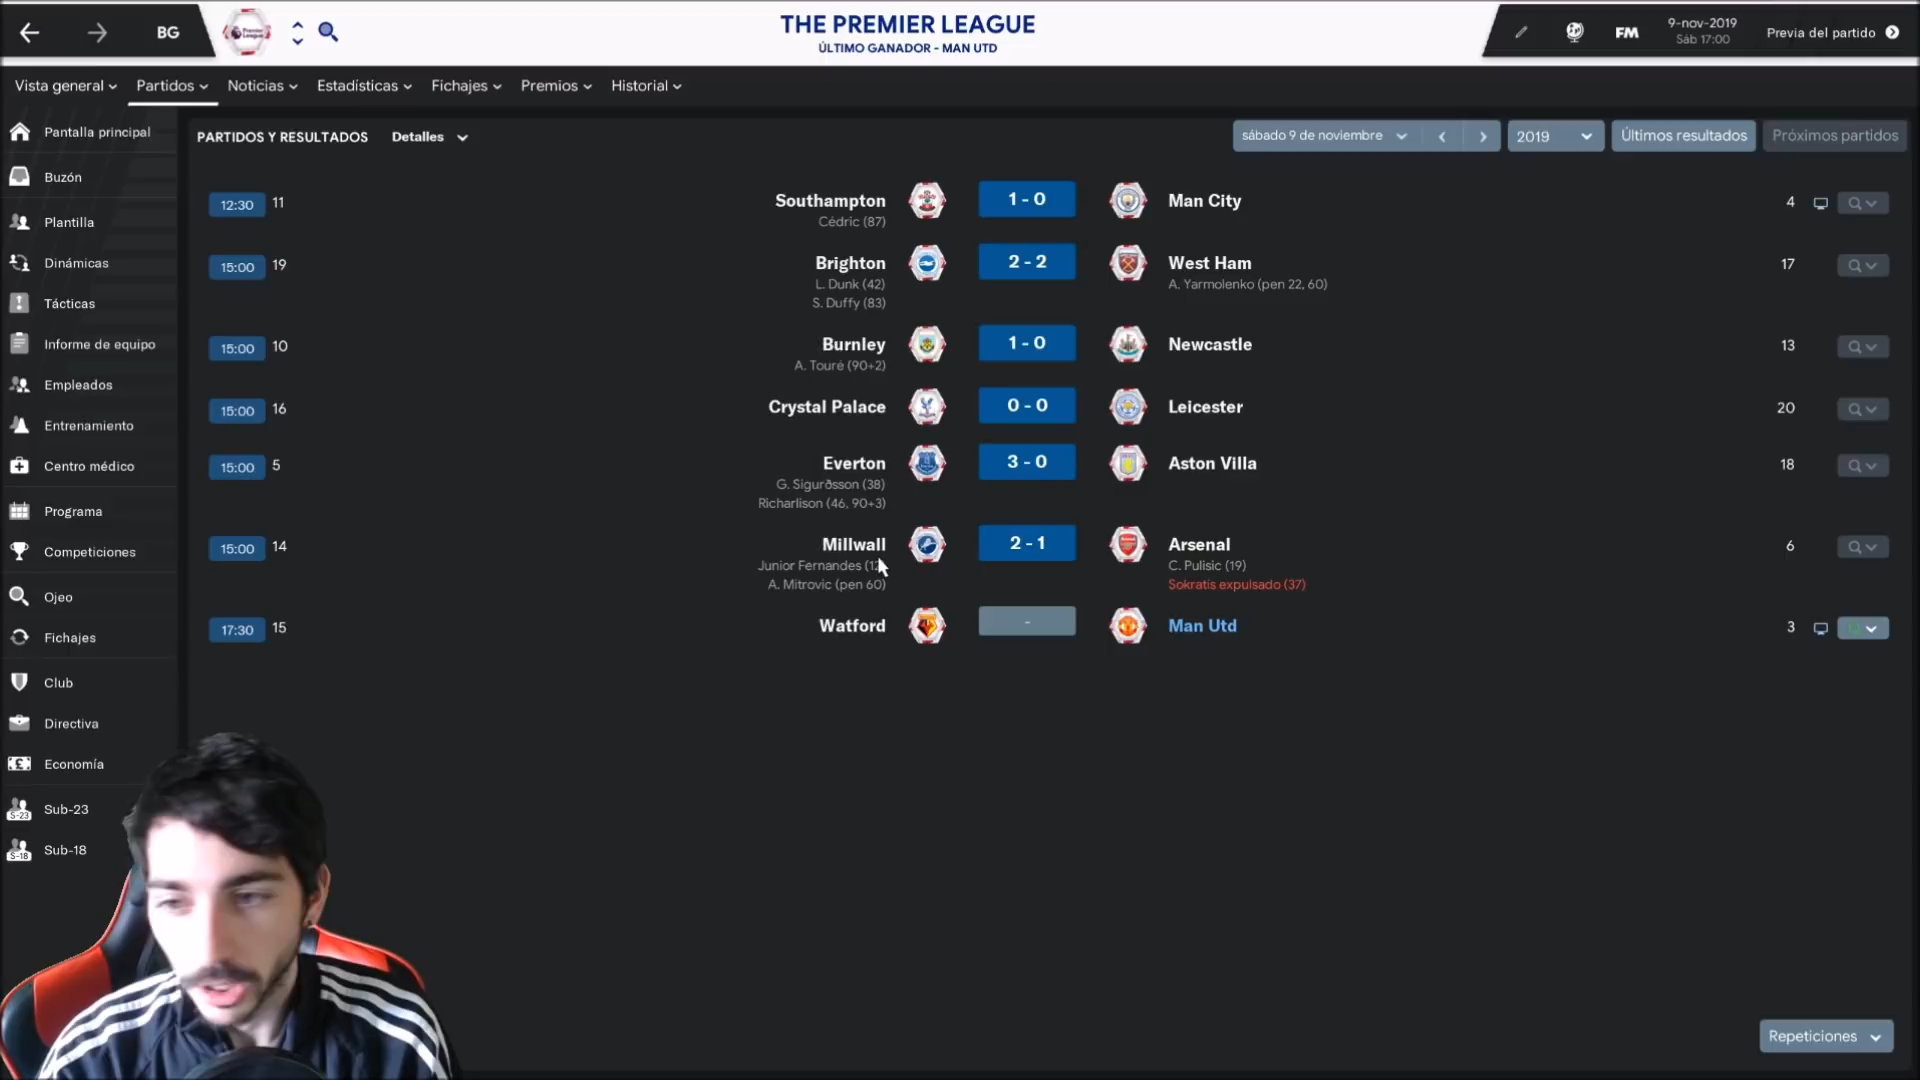 BG
THE PREMIER LEAGUE
ÚLTIMO GANADOR - MAN UTD
FM
9-nov-2019
Sáb 17:00
Previa del partido
Vista general
Partidos
Noticias
Estadísticas
Fichajes
Premios
Historial
Pantalla principal
Buzón
Plantilla
Dinámicas
Tácticas
Informe de equipo
Empleados
Entrenamiento
Centro médico
Programa
Competiciones
Ojeo
Fichajes
Club
Directiva
Economía
S-23 Sub-23
S-18 Sub-18
PARTIDOS Y RESULTADOS Detalles
sábado 9 de noviembre
2019
Últimos resultados
Próximos partidos
12:30 11 Southampton 1 - 0 Man City 4
Cédric (87)
15:00 19 Brighton 2 - 2 West Ham 17
L. Dunk (42) A. Yarmolenko (pen 22, 60)
S. Duffy (83)
15:00 10 Burnley 1 - 0 Newcastle 13
A. Touré (90+2)
15:00 16 Crystal Palace 0 - 0 Leicester 20
15:00 5 Everton 3 - 0 Aston Villa 18
G. Sigurðsson (38)
Richarlison (46, 90+3)
15:00 14 Millwall 2 - 1 Arsenal 6
Junior Fernandes C. Pulisic (19)
A. Mitrovic (pen 60) Sokratis expulsado (37)
17:30 15 Watford - Man Utd 3
Repeticiones